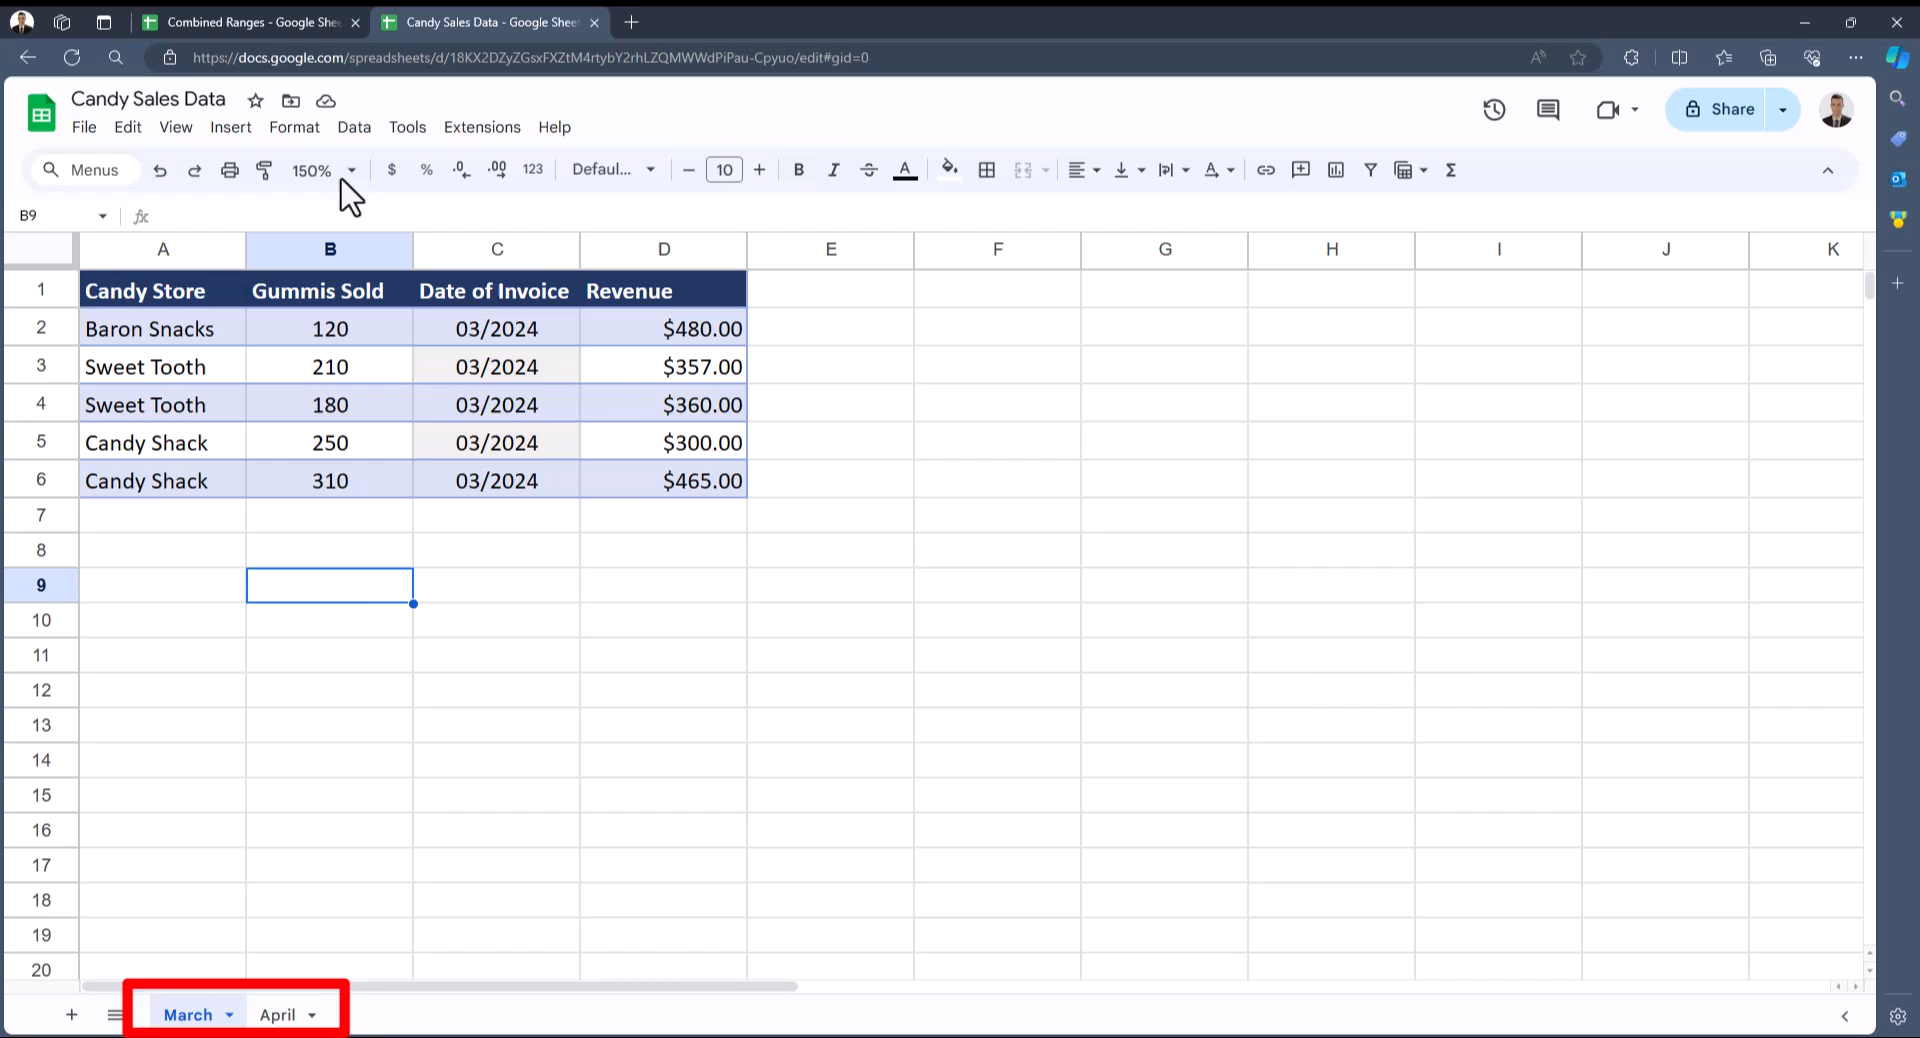 Combined Ranges - Google Shee
Candy Sales Data - Google Sheet
https://docs.google.com/spreadsheets/d/18KX2DZyZGsxFXZtM4rtybY2rhLZQMWWdPiPau-Cpyuo/edit#gid=0
Candy Sales Data
Share
File Edit View Insert Format Data Tools Extensions Help
Menus 150% $ % .0 .00 123 Defaul... 10 B I A Σ
B9 fx
A B C D E F G H I J K
1 Candy Store Gummis Sold Date of Invoice Revenue
2 Baron Snacks 120 03/2024 $480.00
3 Sweet Tooth 210 03/2024 $357.00
4 Sweet Tooth 180 03/2024 $360.00
5 Candy Shack 250 03/2024 $300.00
6 Candy Shack 310 03/2024 $465.00
7
8
9
10
11
12
13
14
15
16
17
18
19
20
March April